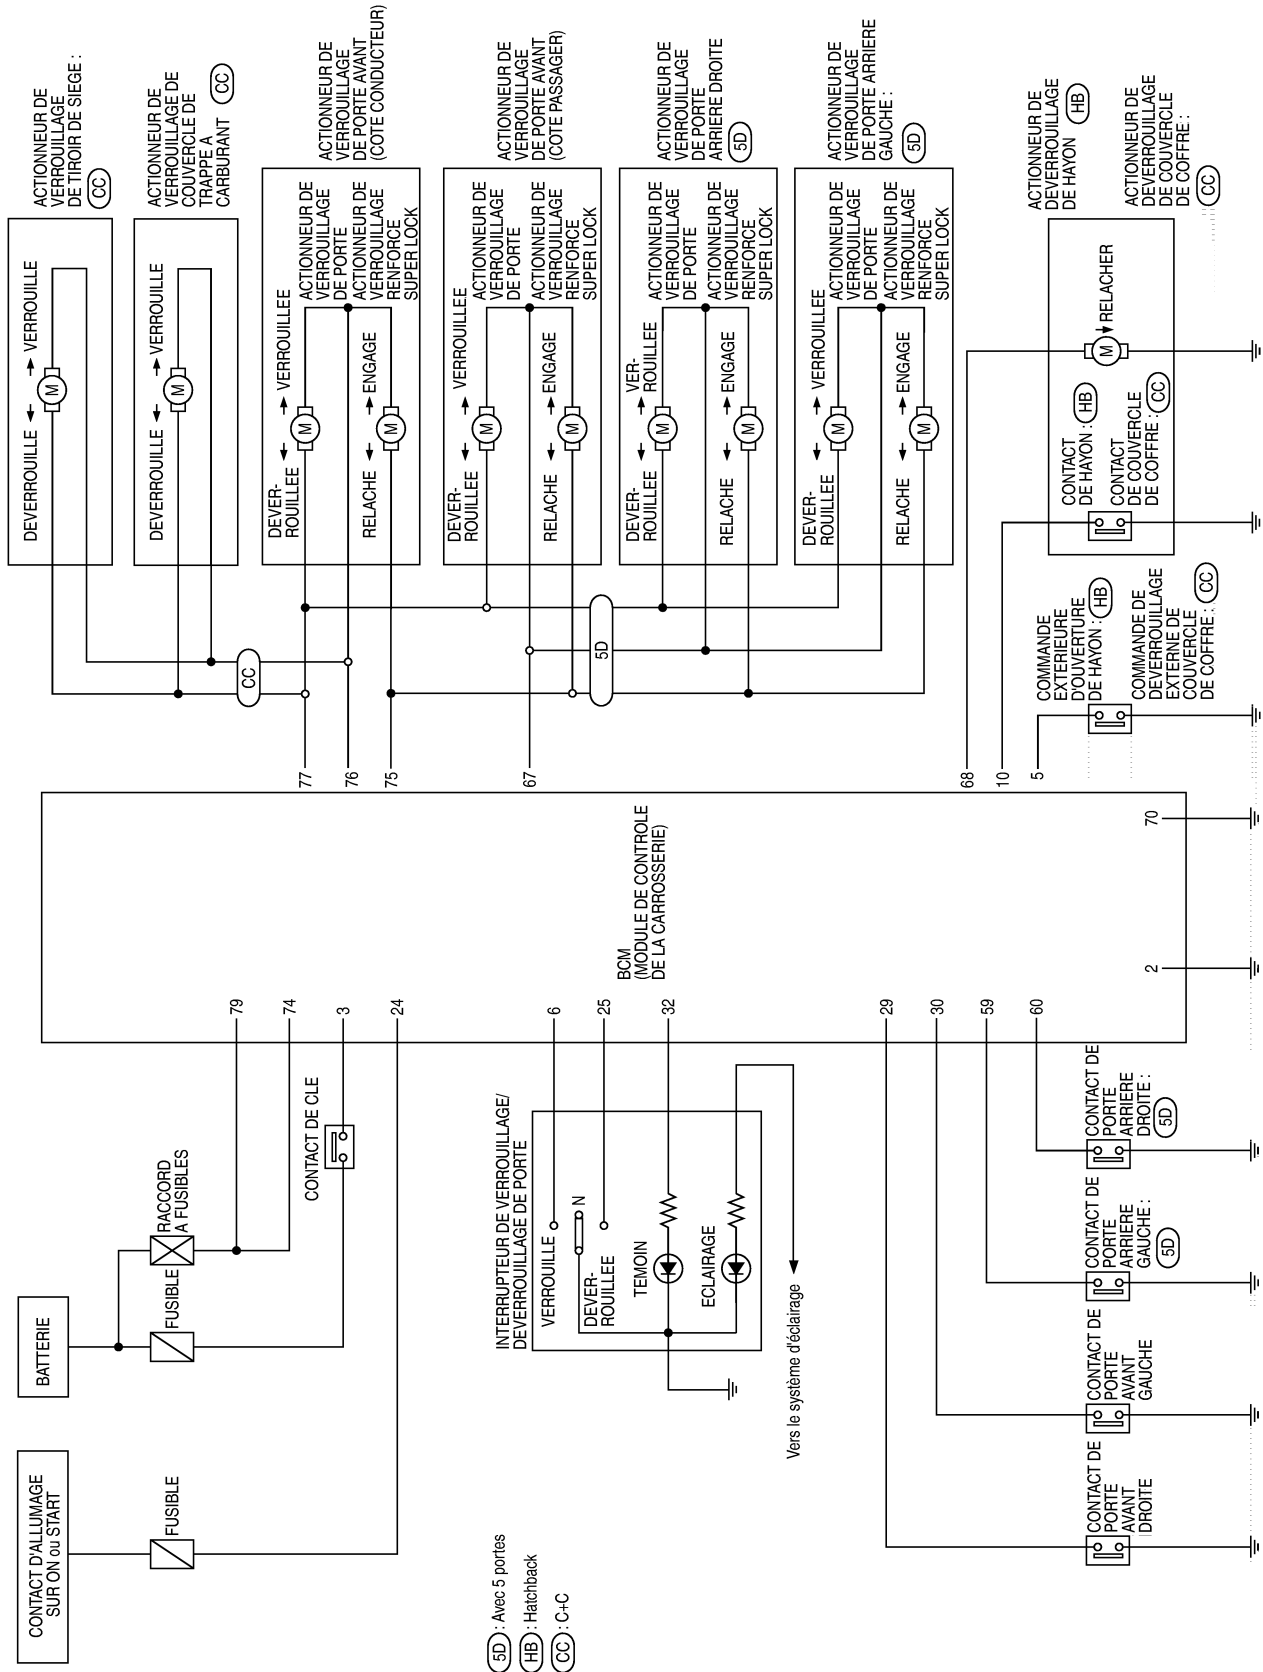 CONTACT D'ALLUMAGE
SUR ON ou START
BATTERIE
FUSIBLE
FUSIBLE
RACCORD
A FUSIBLES
CONTACT DE CLE
79
74
3
24
INTERRUPTEUR DE VERROUILLAGE/
DEVERROUILLAGE DE PORTE
VERROUILLE
N
DEVER-
ROUILLEE
TEMOIN
ECLAIRAGE
Vers le système d'éclairage
6
25
32
29
30
59
60
5D : Avec 5 portes
HB : Hatchback
CC : C+C
CONTACT DE
PORTE
AVANT
DROITE
CONTACT DE
PORTE
AVANT
GAUCHE
CONTACT DE
PORTE
ARRIERE
GAUCHE :
5D
CONTACT DE
PORTE
ARRIERE
DROITE :
5D
BCM
(MODULE DE CONTROLE
DE LA CARROSSERIE)
2
70
77
76
75
67
68
10
5
CC
5D
ACTIONNEUR DE
VERROUILLAGE
DE TIROIR DE SIEGE :
CC
DEVERROUILLE
VERROUILLE
M
ACTIONNEUR DE
VERROUILLAGE DE
COUVERCLE DE
TRAPPE A
CARBURANT
CC
DEVERROUILLE
VERROUILLE
M
ACTIONNEUR DE
VERROUILLAGE
DE PORTE AVANT
(COTE CONDUCTEUR)
DEVER-
ROUILLEE
VERROUILLEE
M
ACTIONNEUR DE
VERROUILLAGE
DE PORTE
RELACHE
ENGAGE
M
ACTIONNEUR DE
VERROUILLAGE
RENFORCE
SUPER LOCK
ACTIONNEUR DE
VERROUILLAGE
DE PORTE AVANT
(COTE PASSAGER)
DEVER-
ROUILLEE
VERROUILLEE
M
ACTIONNEUR DE
VERROUILLAGE
DE PORTE
RELACHE
ENGAGE
M
ACTIONNEUR DE
VERROUILLAGE
RENFORCE
SUPER LOCK
ACTIONNEUR DE
VERROUILLAGE
DE PORTE
ARRIERE DROITE
5D
DEVER-
ROUILLEE
VER-
ROUILLEE
M
ACTIONNEUR DE
VERROUILLAGE
DE PORTE
RELACHE
ENGAGE
M
ACTIONNEUR DE
VERROUILLAGE
RENFORCE
SUPER LOCK
ACTIONNEUR DE
VERROUILLAGE
DE PORTE ARRIERE
GAUCHE :
5D
DEVER-
ROUILLEE
VERROUILLEE
M
ACTIONNEUR DE
VERROUILLAGE
DE PORTE
RELACHE
ENGAGE
M
ACTIONNEUR DE
VERROUILLAGE
RENFORCE
SUPER LOCK
ACTIONNEUR DE
DEVERROUILLAGE
DE HAYON
HB
ACTIONNEUR DE
DEVERROUILLAGE
DE COUVERCLE
DE COFFRE :
CC
RELACHER
M
CONTACT
DE HAYON : HB
CONTACT
DE COUVERCLE
DE COFFRE : CC
COMMANDE
EXTERIEURE
D'OUVERTURE
DE HAYON : HB
COMMANDE DE
DEVERROUILLAGE
EXTERNE DE
COUVERCLE
DE COFFRE : CC